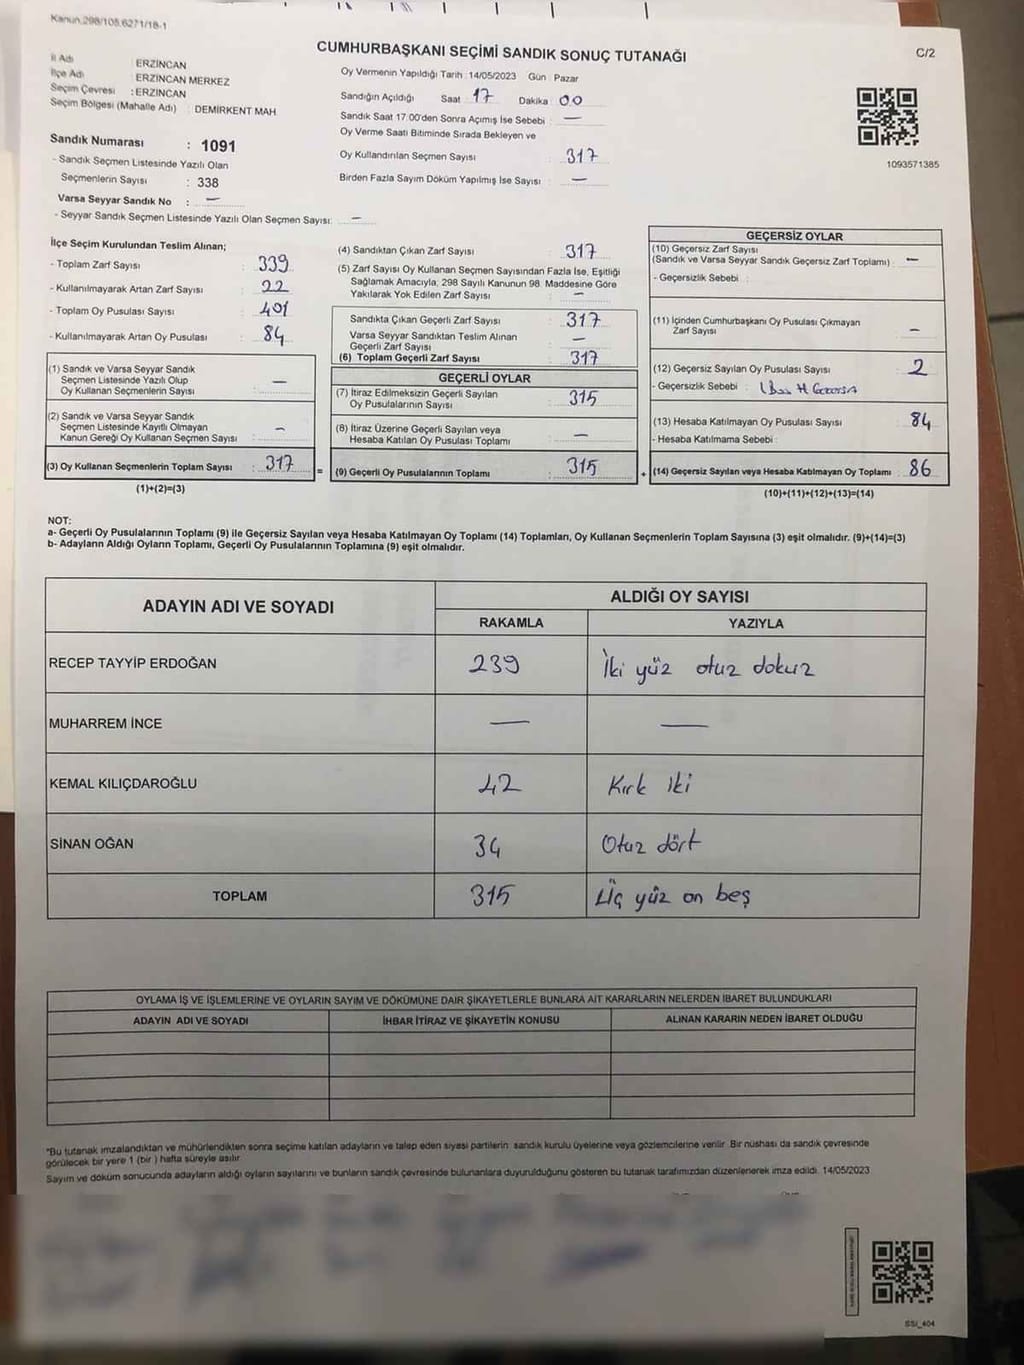 Kanun.298/105.6271/18-1
CUMHURBAŞKANI SEÇİMİ SANDIK SONUÇ TUTANAĞI
C/2
İl Adı : ERZİNCAN
İlçe Adı : ERZİNCAN MERKEZ
Seçim Çevresi : ERZİNCAN
Seçim Bölgesi (Mahalle Adı) : DEMİRKENT MAH
Sandık Numarası : 1091
- Sandık Seçmen Listesinde Yazılı Olan
Seçmenlerin Sayısı : 338
Varsa Seyyar Sandık No : —
- Seyyar Sandık Seçmen Listesinde Yazılı Olan Seçmen Sayısı: —
Oy Vermenin Yapıldığı Tarih : 14/05/2023 Gün : Pazar
Sandığın Açıldığı Saat 17 Dakika 00
Sandık Saat 17.00'den Sonra Açımış İse Sebebi : —
Oy Verme Saati Bitiminde Sırada Bekleyen ve
Oy Kullandırılan Seçmen Sayısı : 317
Birden Fazla Sayım Döküm Yapılmış İse Sayısı : —
1093571385
İlçe Seçim Kurulundan Teslim Alınan;
- Toplam Zarf Sayısı : 339
- Kullanılmayarak Artan Zarf Sayısı : 22
- Toplam Oy Pusulası Sayısı : 401
- Kullanılmayarak Artan Oy Pusulası : 84
(1) Sandık ve Varsa Seyyar Sandık
Seçmen Listesinde Yazılı Olup
Oy Kullanan Seçmenlerin Sayısı : —
(2) Sandık ve Varsa Seyyar Sandık
Seçmen Listesinde Kayıtlı Olmayan
Kanun Gereği Oy Kullanan Seçmen Sayısı : —
(3) Oy Kullanan Seçmenlerin Toplam Sayısı : 317
(1)+(2)=(3)
(4) Sandıktan Çıkan Zarf Sayısı : 317
(5) Zarf Sayısı Oy Kullanan Seçmen Sayısından Fazla İse, Eşitliği
Sağlamak Amacıyla, 298 Sayılı Kanunun 98. Maddesine Göre
Yakılarak Yok Edilen Zarf Sayısı : —
Sandıkta Çıkan Geçerli Zarf Sayısı : 317
Varsa Seyyar Sandıktan Teslim Alınan
Geçerli Zarf Sayısı : —
(6) Toplam Geçerli Zarf Sayısı : 317
GEÇERLİ OYLAR
(7) İtiraz Edilmeksizin Geçerli Sayılan
Oy Pusulalarının Sayısı : 315
(8) İtiraz Üzerine Geçerli Sayılan veya
Hesaba Katılan Oy Pusulası Toplamı : —
= (9) Geçerli Oy Pusulalarının Toplamı : 315
GEÇERSİZ OYLAR
(10) Geçersiz Zarf Sayısı
(Sandık ve Varsa Seyyar Sandık Geçersiz Zarf Toplamı) : —
- Geçersizlik Sebebi :
(11) İçinden Cumhurbaşkanı Oy Pusulası Çıkmayan
Zarf Sayısı : —
(12) Geçersiz Sayılan Oy Pusulası Sayısı : 2
- Geçersizlik Sebebi :
(13) Hesaba Katılmayan Oy Pusulası Sayısı : 84
- Hesaba Katılmama Sebebi :
+ (14) Geçersiz Sayılan veya Hesaba Katılmayan Oy Toplamı : 86
(10)+(11)+(12)+(13)=(14)
NOT:
a- Geçerli Oy Pusulalarının Toplamı (9) ile Geçersiz Sayılan veya Hesaba Katılmayan Oy Toplamı (14) Toplamları, Oy Kullanan Seçmenlerin Toplam Sayısına (3) eşit olmalıdır. (9)+(14)=(3)
b- Adayların Aldığı Oyların Toplamı, Geçerli Oy Pusulalarının Toplamına (9) eşit olmalıdır.
ADAYIN ADI VE SOYADI
ALDIĞI OY SAYISI
RAKAMLA YAZIYLA
RECEP TAYYİP ERDOĞAN 239 İki yüz otuz dokuz
MUHARREM İNCE — —
KEMAL KILIÇDAROĞLU 42 Kırk iki
SİNAN OĞAN 34 Otuz dört
TOPLAM 315 Üç yüz on beş
OYLAMA İŞ VE İŞLEMLERİNE VE OYLARIN SAYIM VE DÖKÜMÜNE DAİR ŞİKAYETLERLE BUNLARA AİT KARARLARIN NELERDEN İBARET BULUNDUKLARI
ADAYIN ADI VE SOYADI İHBAR İTİRAZ VE ŞİKAYETİN KONUSU ALINAN KARARIN NEDEN İBARET OLDUĞU
*Bu tutanak imzalandıktan ve mühürlendikten sonra seçime katılan adayların ve talep eden siyasi partilerin sandık kurulu üyelerine veya gözlemcilerine verilir. Bir nüshası da sandık çevresinde
görülecek bir yere 1 (bir ) hafta süreyle asılır.
Sayım ve döküm sonucunda adayların aldığı oyların sayılarını ve bunların sandık çevresinde bulunanlara duyurulduğunu gösteren bu tutanak tarafımızdan düzenlenerek imza edildi. 14/05/2023
SSI_404